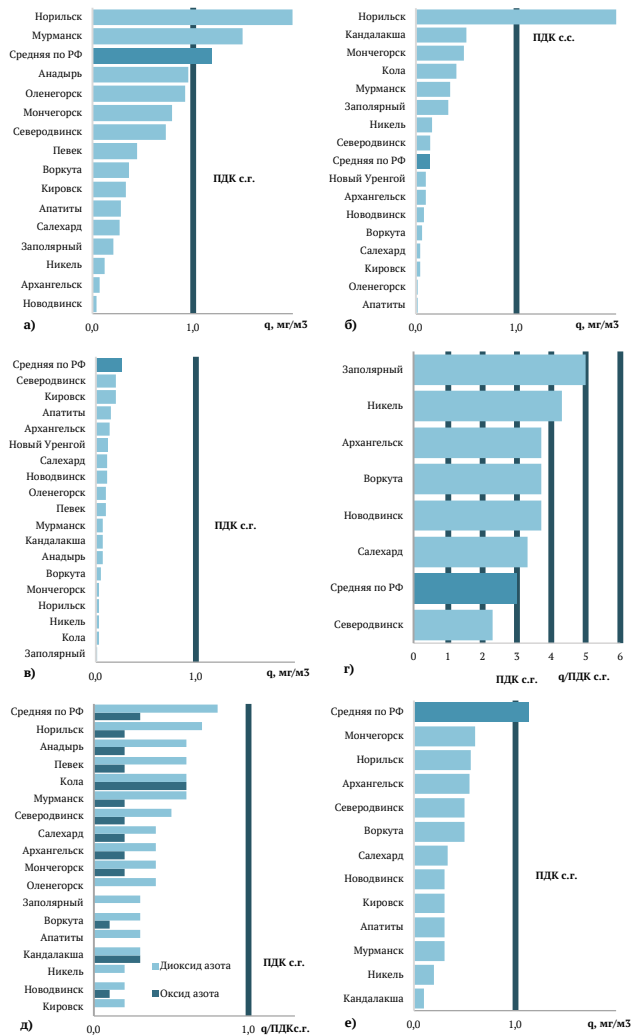 Норильск
Мурманск
Средняя по РФ
Анадырь
Оленегорск
Мончегорск
Северодвинск
Певек
Воркута
Кировск
Апатиты
Салехард
Заполярный
Никель
Архангельск
Новодвинск
ПДК с.г.
а)
0,0
1,0
q, мг/м3
Норильск
Кандалакша
Мончегорск
Кола
Мурманск
Заполярный
Никель
Северодвинск
Средняя по РФ
Новый Уренгой
Архангельск
Новодвинск
Воркута
Салехард
Кировск
Оленегорск
Апатиты
ПДК с.с.
б)
0,0
1,0
q, мг/м3
Средняя по РФ
Северодвинск
Кировск
Апатиты
Архангельск
Новый Уренгой
Салехард
Новодвинск
Оленегорск
Певек
Мурманск
Кандалакша
Анадырь
Воркута
Мончегорск
Норильск
Никель
Кола
Заполярный
ПДК с.г.
в)
0,0
1,0
q, мг/м3
Заполярный
Никель
Архангельск
Воркута
Новодвинск
Салехард
Средняя по РФ
Северодвинск
0 1 2 3 4 5 6
г)
ПДК с.г.
q/ПДК с.г.
Средняя по РФ
Норильск
Анадырь
Певек
Кола
Мурманск
Северодвинск
Салехард
Архангельск
Мончегорск
Оленегорск
Заполярный
Воркута
Апатиты
Кандалакша
Никель
Новодвинск
Кировск
Диоксид азота
Оксид азота
ПДК с.г.
д)
0,0
1,0
q/ПДКс.г.
Средняя по РФ
Мончегорск
Норильск
Архангельск
Северодвинск
Воркута
Салехард
Новодвинск
Кировск
Апатиты
Мурманск
Никель
Кандалакша
ПДК с.г.
е)
0,0
1,0
q, мг/м3